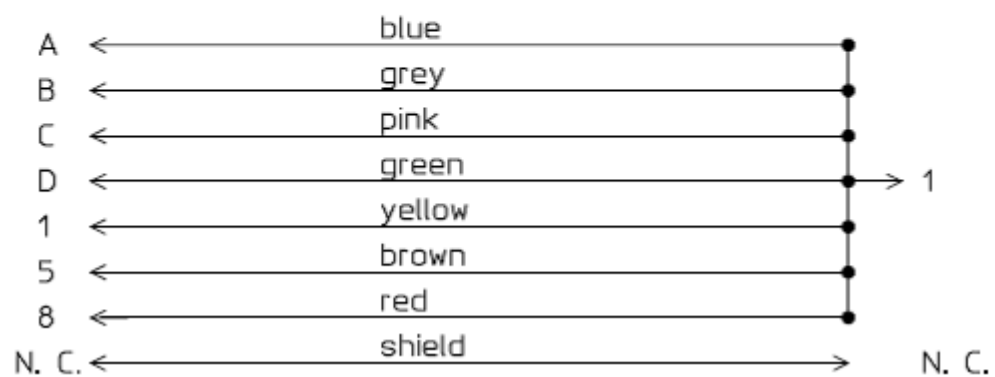 blue
A
grey
B
pink
C
green
D 1
yellow
1
brown
5
red
8
shield
N. C. N. C.